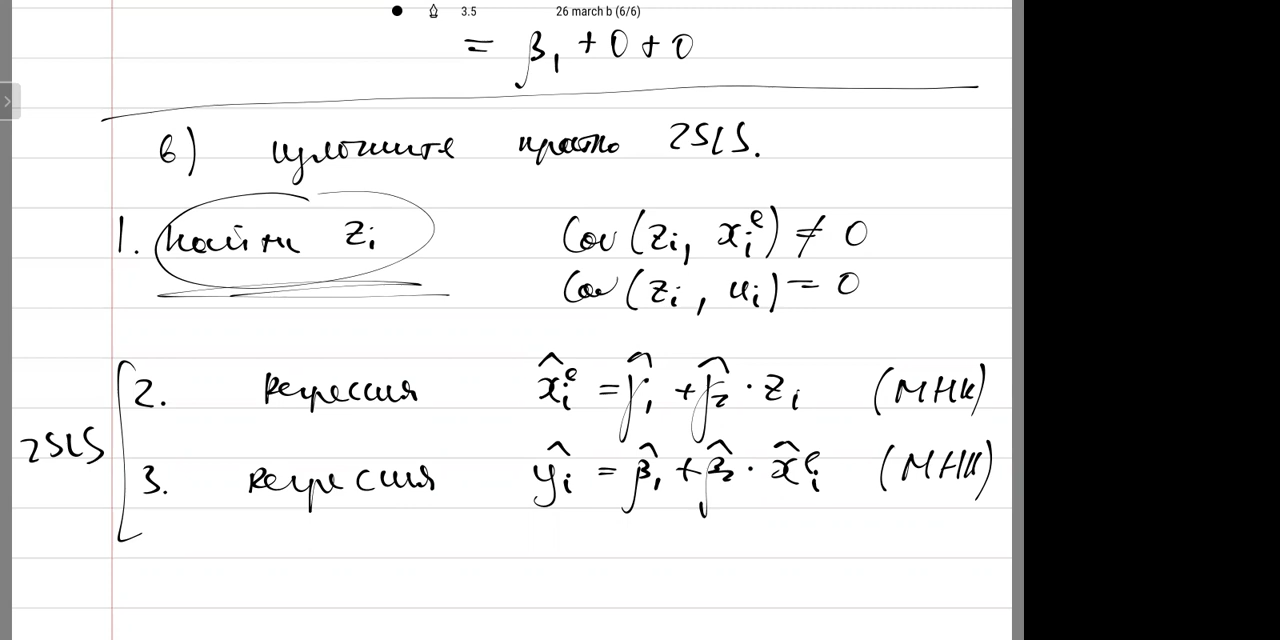 3.5 26 march b (6/6)
= β₁ + 0 + 0
в) изложите кратко 2SLS.
1. Найти zᵢ Cov(zᵢ, xᵢᵉ) ≠ 0
Cov(zᵢ, uᵢ) = 0
2. Регрессия x̂ᵢᵉ = γ̂₁ + γ̂₂ · zᵢ (МНК)
2SLS
3. Регрессия ŷᵢ = β̂₁ + β̂₂ · x̂ᵢᵉ (МНК)